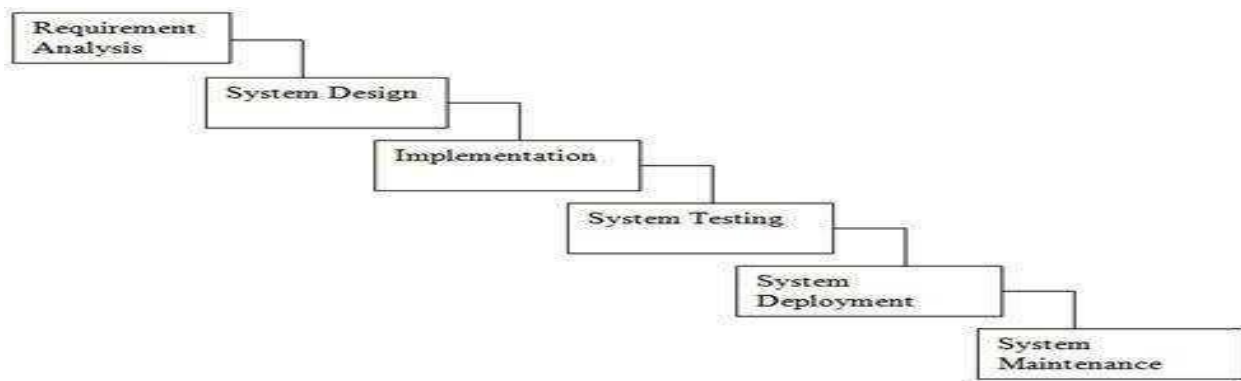 Requirement
Analysis
System Design
Implementation
System Testing
System
Deployment
System
Maintenance